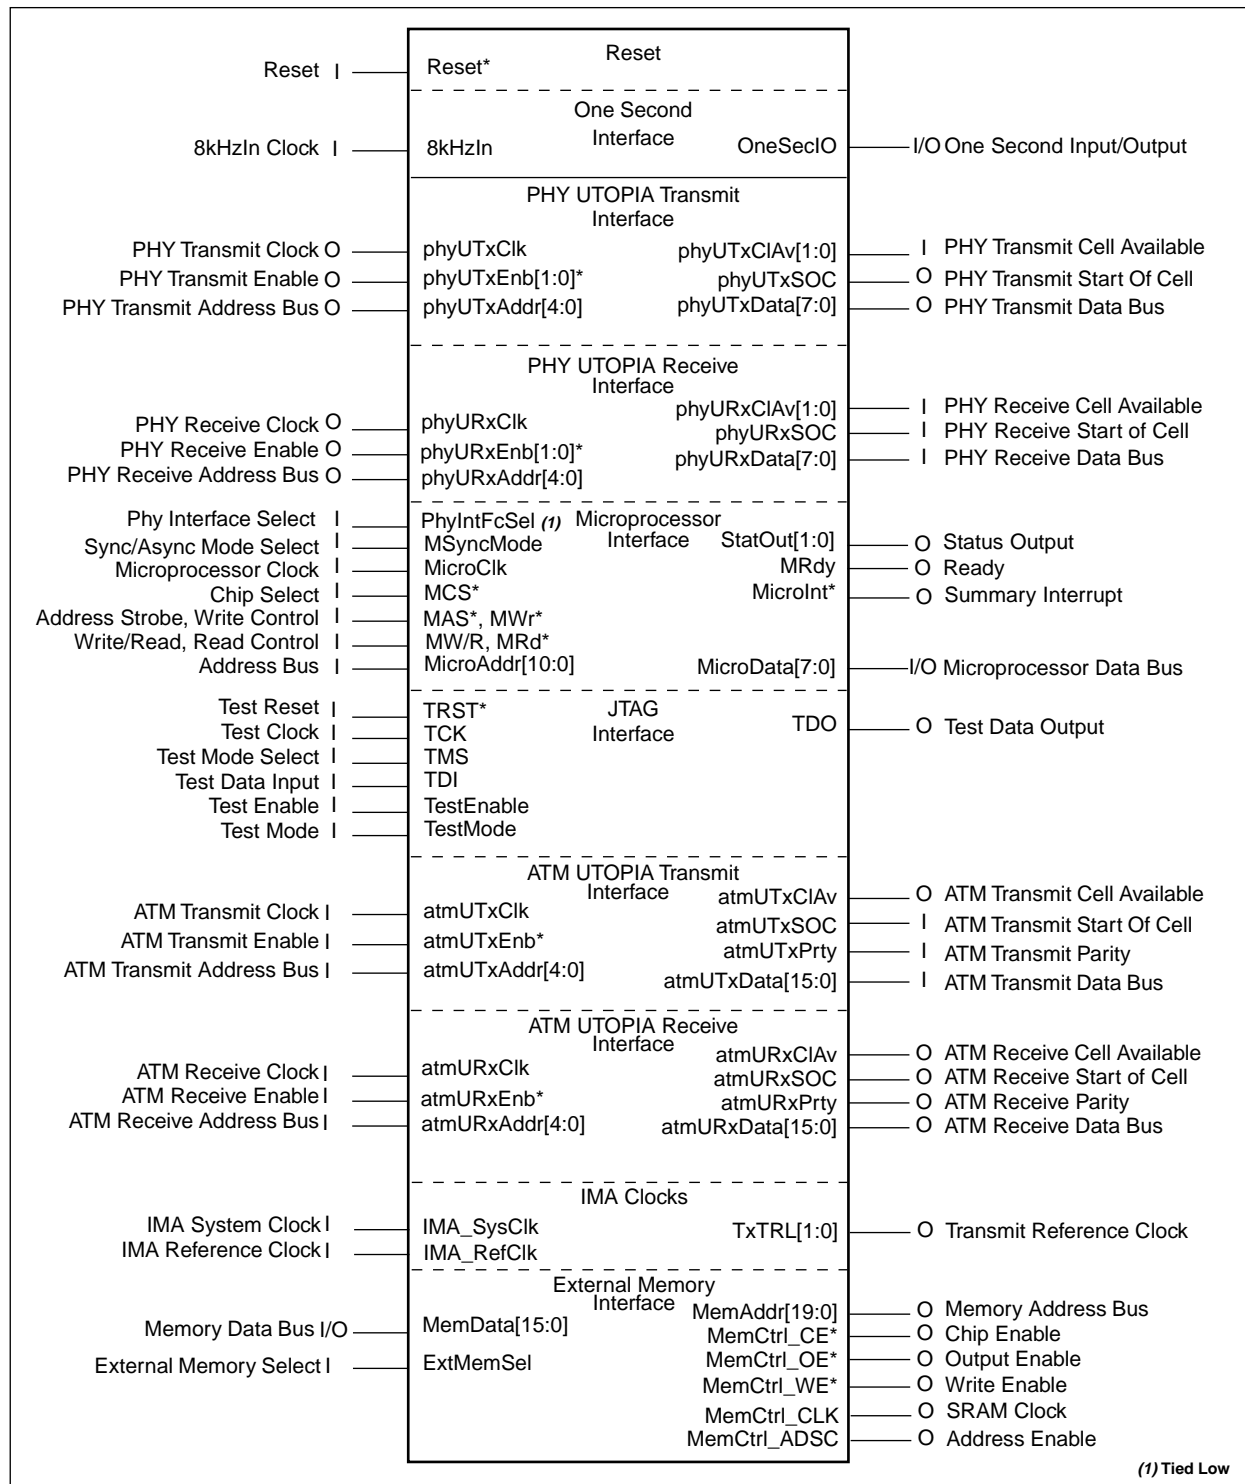 Reset
Reset I Reset*
One Second
Interface
8kHzIn Clock I 8kHzIn OneSecIO I/O One Second Input/Output
PHY UTOPIA Transmit
Interface
PHY Transmit Clock O phyUTxClk phyUTxClAv[1:0] I PHY Transmit Cell Available
PHY Transmit Enable O phyUTxEnb[1:0]* phyUTxSOC O PHY Transmit Start Of Cell
PHY Transmit Address Bus O phyUTxAddr[4:0] phyUTxData[7:0] O PHY Transmit Data Bus
PHY UTOPIA Receive
Interface
PHY Receive Clock O phyURxClk phyURxClAv[1:0] I PHY Receive Cell Available
PHY Receive Enable O phyURxEnb[1:0]* phyURxSOC I PHY Receive Start of Cell
PHY Receive Address Bus O phyURxAddr[4:0] phyURxData[7:0] I PHY Receive Data Bus
Phy Interface Select I PhyIntFcSel (1) Microprocessor
Interface
Sync/Async Mode Select I MSyncMode StatOut[1:0] O Status Output
Microprocessor Clock I MicroClk MRdy O Ready
Chip Select I MCS* MicroInt* O Summary Interrupt
Address Strobe, Write Control I MAS*, MWr*
Write/Read, Read Control I MW/R, MRd*
Address Bus I MicroAddr[10:0] MicroData[7:0] I/O Microprocessor Data Bus
JTAG
Interface
Test Reset I TRST* TDO O Test Data Output
Test Clock I TCK
Test Mode Select I TMS
Test Data Input I TDI
Test Enable I TestEnable
Test Mode I TestMode
ATM UTOPIA Transmit
Interface
atmUTxClAv O ATM Transmit Cell Available
ATM Transmit Clock I atmUTxClk atmUTxSOC I ATM Transmit Start Of Cell
ATM Transmit Enable I atmUTxEnb* atmUTxPrty I ATM Transmit Parity
ATM Transmit Address Bus I atmUTxAddr[4:0] atmUTxData[15:0] I ATM Transmit Data Bus
ATM UTOPIA Receive
Interface
atmURxClAv O ATM Receive Cell Available
ATM Receive Clock I atmURxClk atmURxSOC O ATM Receive Start of Cell
ATM Receive Enable I atmURxEnb* atmURxPrty O ATM Receive Parity
ATM Receive Address Bus I atmURxAddr[4:0] atmURxData[15:0] O ATM Receive Data Bus
IMA Clocks
IMA System Clock I IMA_SysClk TxTRL[1:0] O Transmit Reference Clock
IMA Reference Clock I IMA_RefClk
External Memory
Interface
MemAddr[19:0] O Memory Address Bus
Memory Data Bus I/O MemData[15:0] MemCtrl_CE* O Chip Enable
External Memory Select I ExtMemSel MemCtrl_OE* O Output Enable
MemCtrl_WE* O Write Enable
MemCtrl_CLK O SRAM Clock
MemCtrl_ADSC O Address Enable
(1) Tied Low